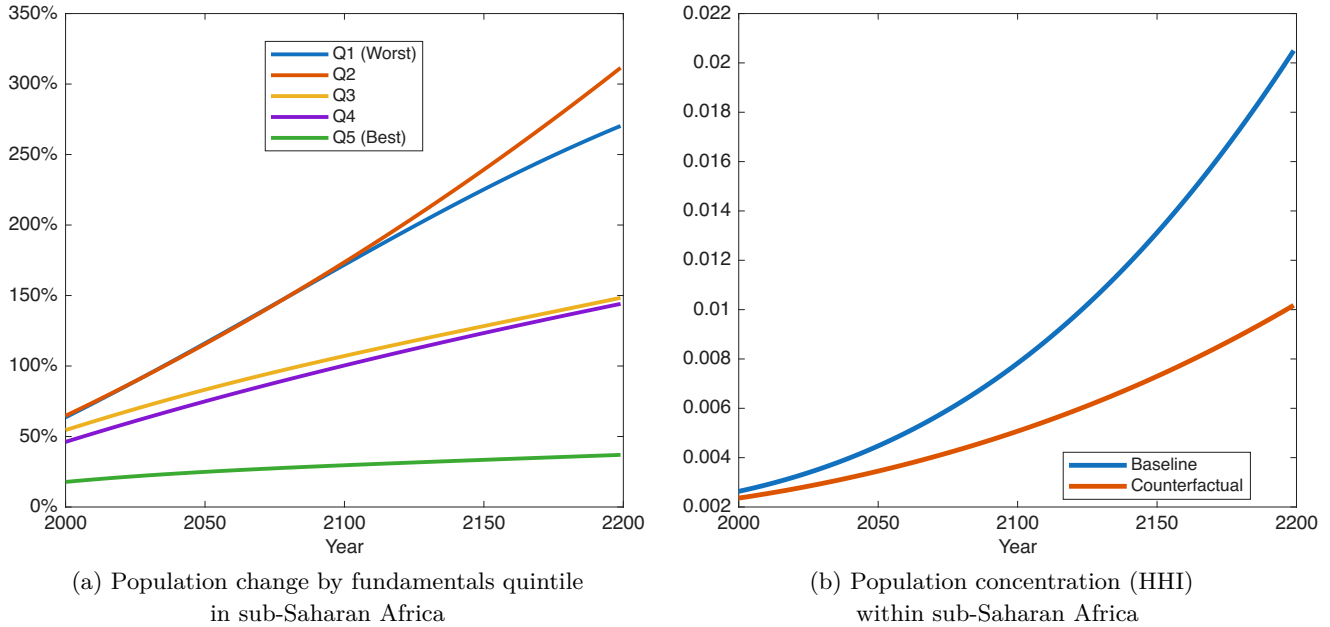 350%
300%
250%
200%
150%
100%
50%
0%
Q1 (Worst)
Q2
Q3
Q4
Q5 (Best)
2000
2050
2100
2150
2200
Year
(a) Population change by fundamentals quintile
in sub-Saharan Africa
0.022
0.02
0.018
0.016
0.014
0.012
0.01
0.008
0.006
0.004
0.002
Baseline
Counterfactual
2000
2050
2100
2150
2200
Year
(b) Population concentration (HHI)
within sub-Saharan Africa